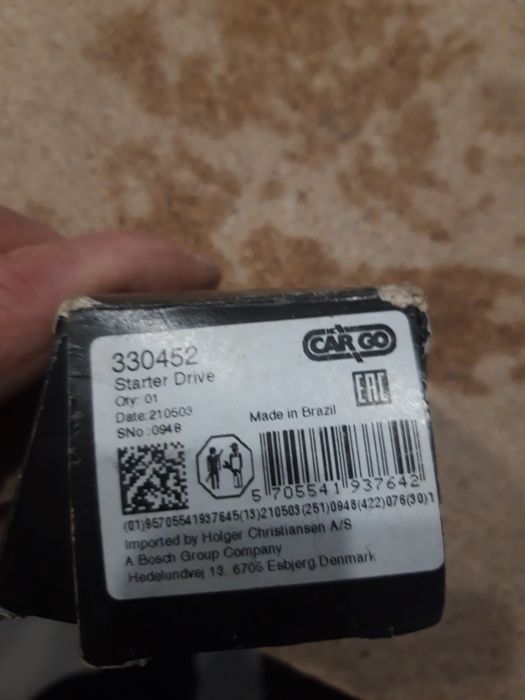 330452
Starter Drive
Qty: 01
Date:210503
SNo :0948
CARGO
EAC
Made in Brazil
5 705541 937642
(01)95705541937645(13)210503(251)0948(422)076(30)1
Imported by Holger Christiansen A/S
A Bosch Group Company
Hedelundvej 13. 6705 Esbjerg.Denmark